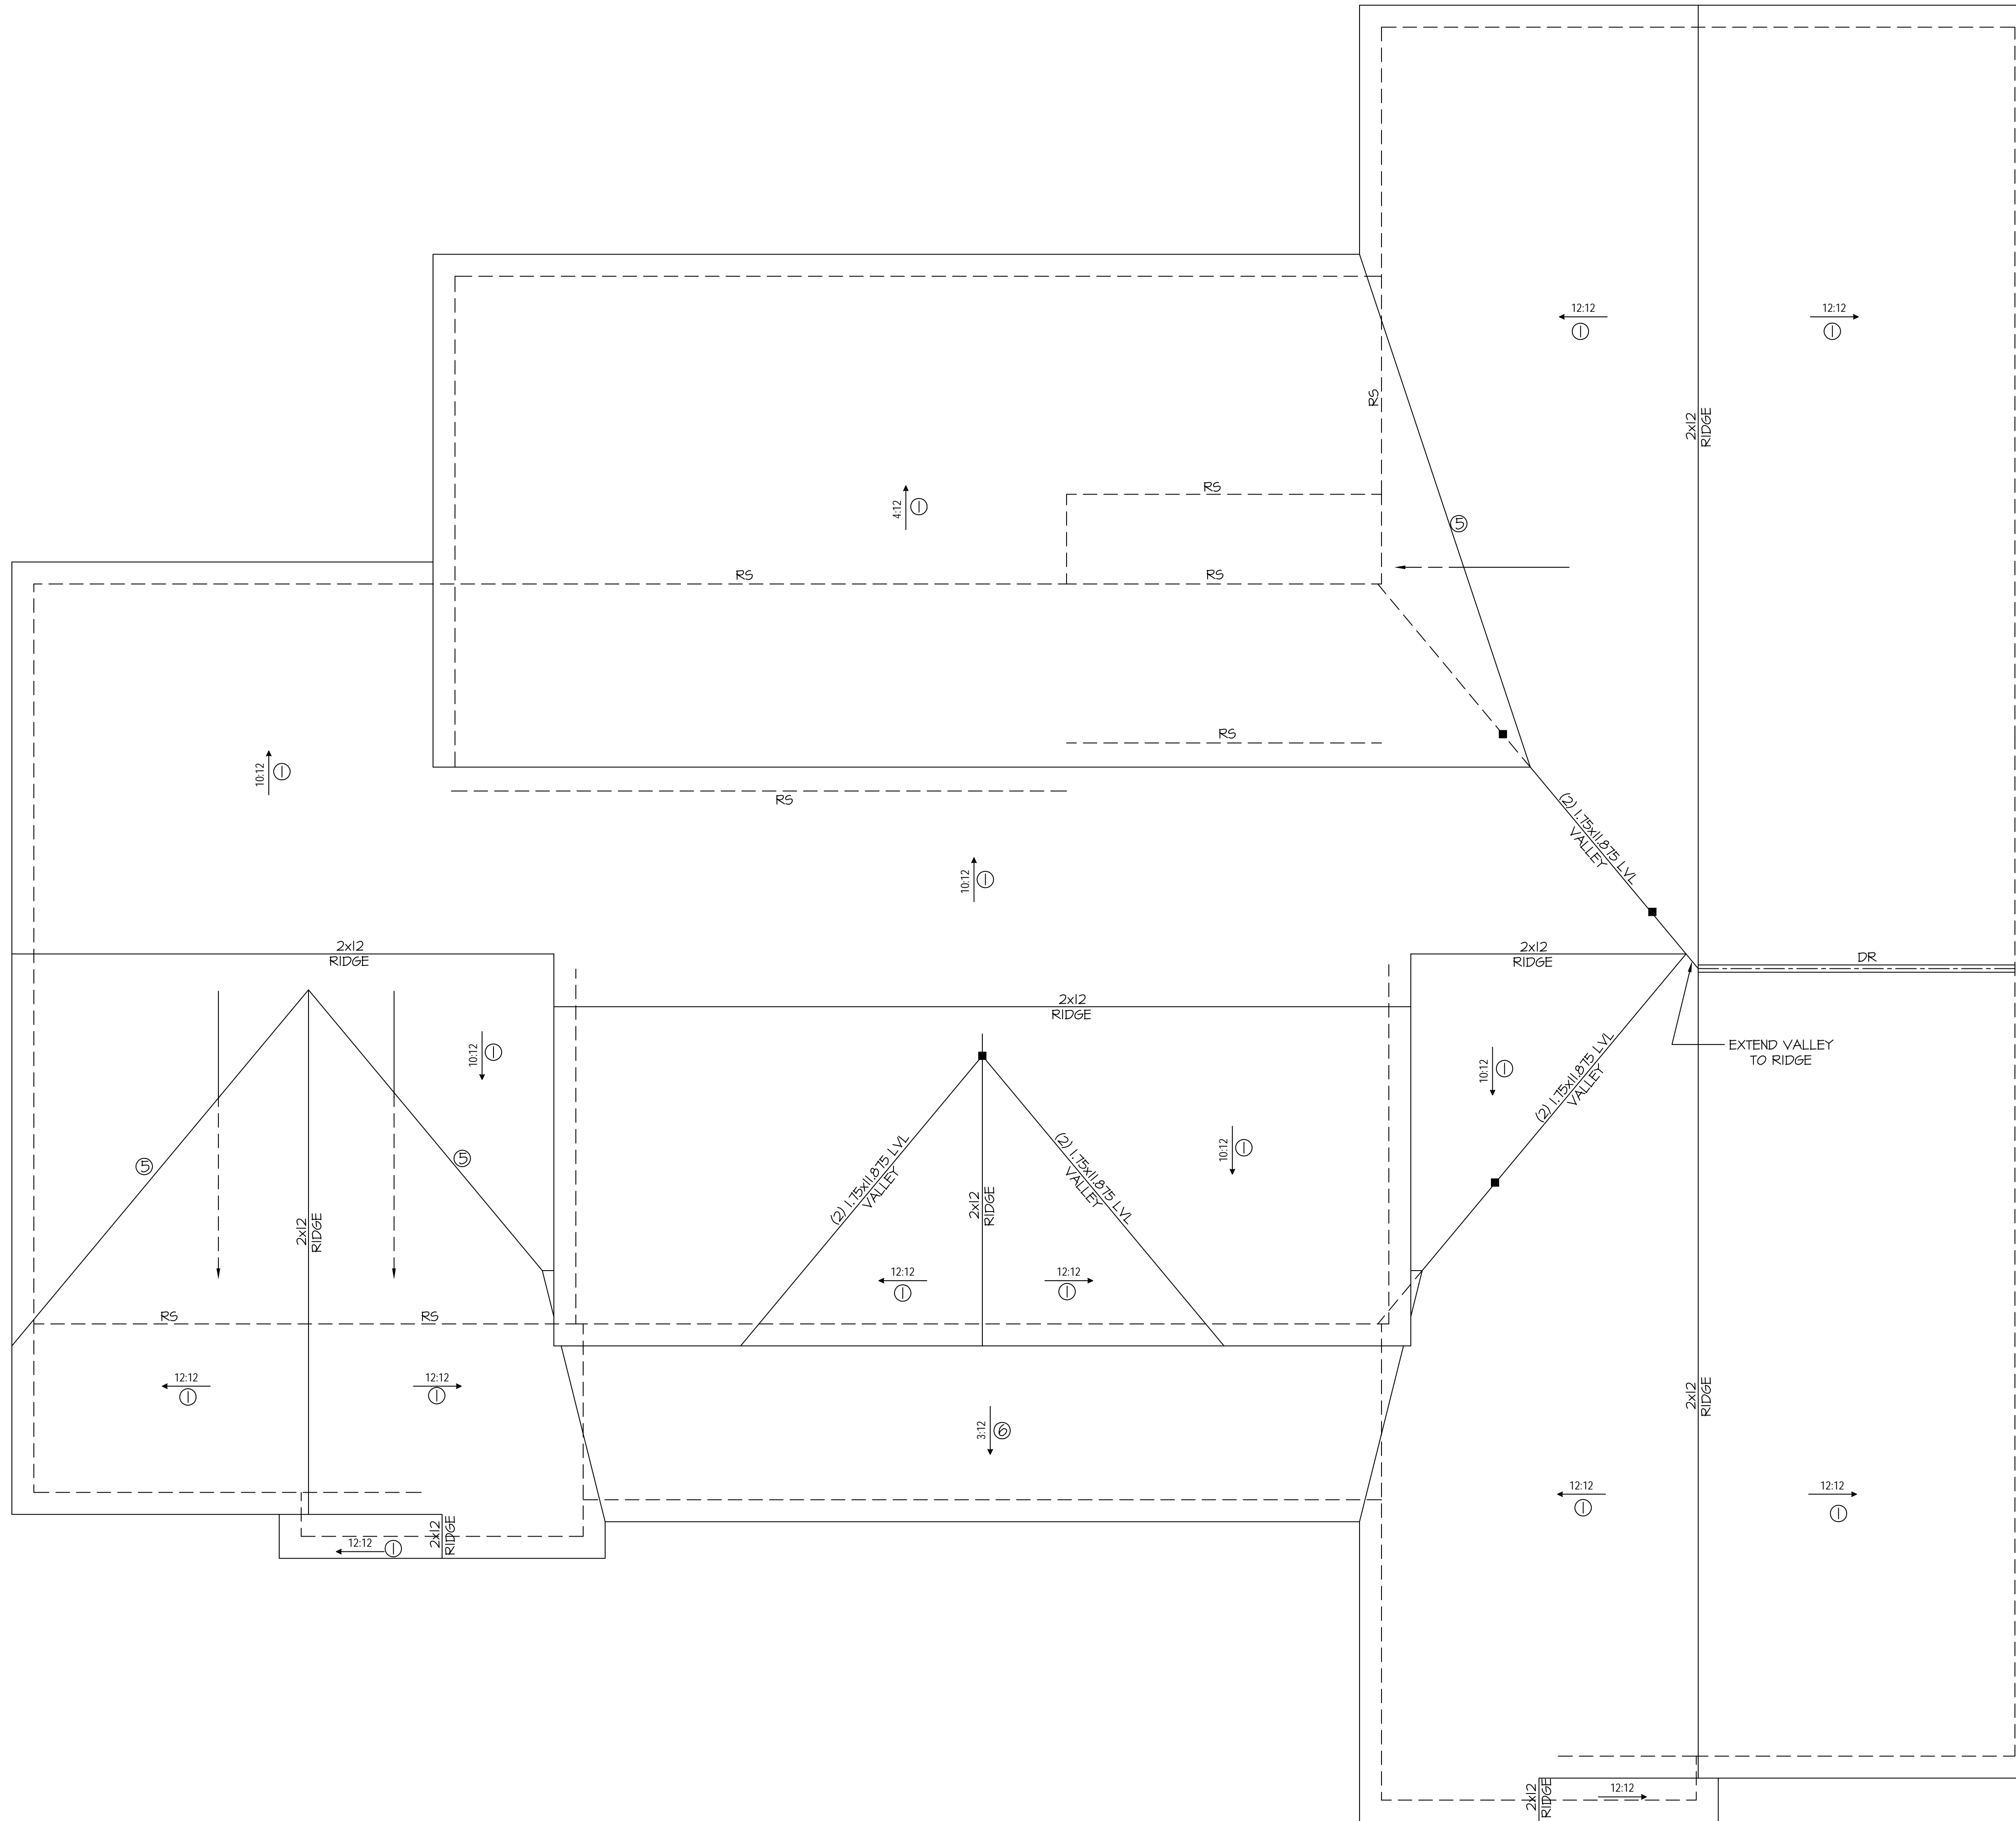 12:12
1
12:12
1
RS
2x12
RIDGE
RS
4:12
1
5
RS
RS
RS
10:12
1
RS
(2) 1.75x11.875 LVL
VALLEY
10:12
1
2x12
RIDGE
2x12
RIDGE
DR
2x12
RIDGE
10:12
1
10:12
1
EXTEND VALLEY
TO RIDGE
(2) 1.75x11.875 LVL
VALLEY
5
5
(2) 1.75x11.875 LVL
VALLEY
(2) 1.75x11.875 LVL
VALLEY
10:12
1
2x12
RIDGE
2x12
RIDGE
12:12
1
12:12
1
RS
RS
12:12
1
12:12
1
2x12
RIDGE
3:12
6
12:12
1
12:12
1
2x12
RIDGE
12:12
1
2x12
RIDGE
12:12